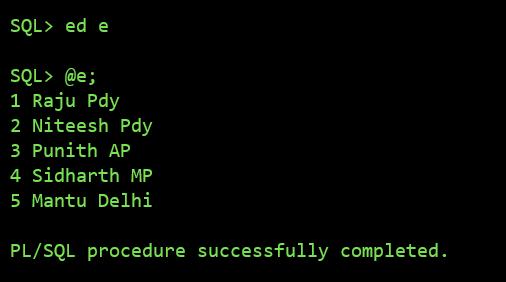 SQL> ed e
SQL> @e;
1 Raju Pdy
2 Niteesh Pdy
3 Punith AP
4 Sidharth MP
5 Mantu Delhi
PL/SQL procedure successfully completed.